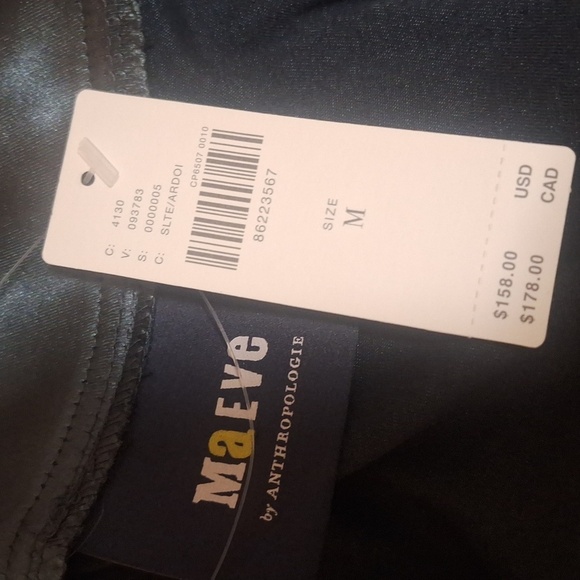 C: 4130
V: 093783
S: 0000005
C: SLTE/ARDOI
CP6507 0010
86223567
SIZE
M
$158.00 USD
$178.00 CAD
MaEVe
by ANTHROPOLOGIE